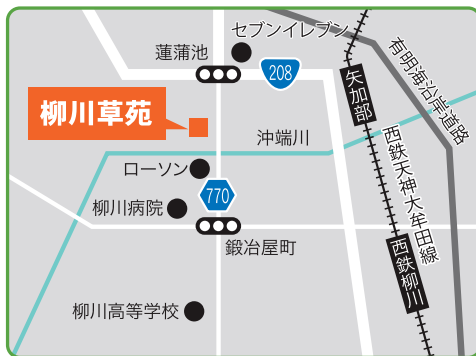 セブンイレブン
蓮蒲池
208
有明海沿岸道路
矢加部
柳川草苑
沖端川
西鉄天神大牟田線
ローソン
770
柳川病院
鍛冶屋町
西鉄柳川
柳川高等学校